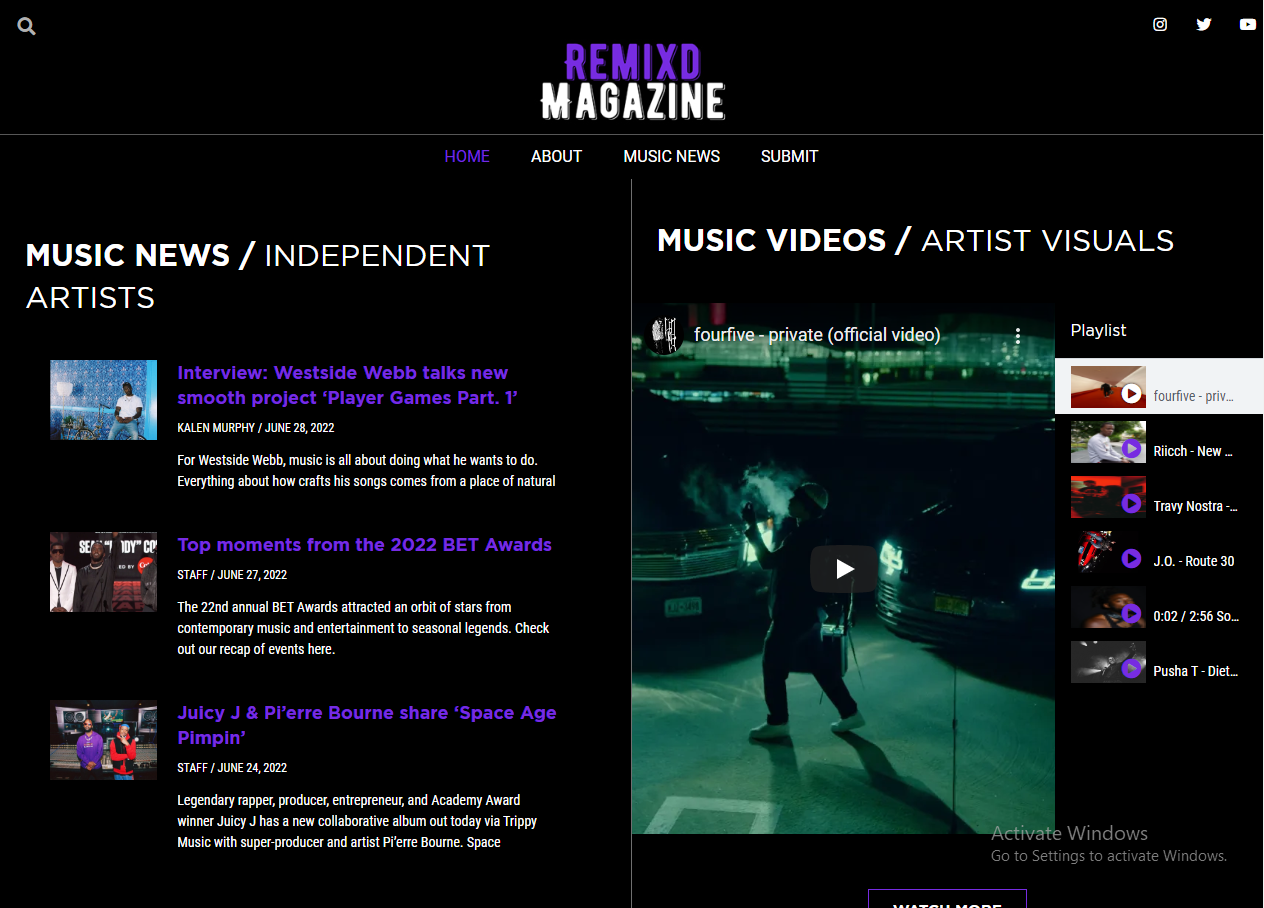 REMIXD
MAGAZINE
HOME ABOUT MUSIC NEWS SUBMIT
MUSIC NEWS / INDEPENDENT
ARTISTS
Interview: Westside Webb talks new
smooth project ‘Player Games Part. 1’
KALEN MURPHY / JUNE 28, 2022
For Westside Webb, music is all about doing what he wants to do.
Everything about how crafts his songs comes from a place of natural
Top moments from the 2022 BET Awards
STAFF / JUNE 27, 2022
The 22nd annual BET Awards attracted an orbit of stars from
contemporary music and entertainment to seasonal legends. Check
out our recap of events here.
Juicy J & Pi’erre Bourne share ‘Space Age
Pimpin’
STAFF / JUNE 24, 2022
Legendary rapper, producer, entrepreneur, and Academy Award
winner Juicy J has a new collaborative album out today via Trippy
Music with super-producer and artist Pi’erre Bourne. Space
MUSIC VIDEOS / ARTIST VISUALS
fourfive - private (official video)
Playlist
fourfive - priv...
Riicch - New ...
Travy Nostra -...
J.O. - Route 30
0:02 / 2:56 So...
Pusha T - Diet...
Activate Windows
Go to Settings to activate Windows.
WATCH MORE